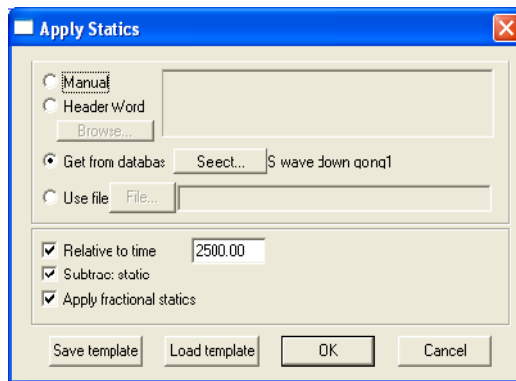 Apply Statics
Manual
Header Word
Browse...
Get from databas Seect... S wave down gong1
Use file File...
Relative to time 2500.00
Subtract static
Apply fractional statics
Save template Load template OK Cancel